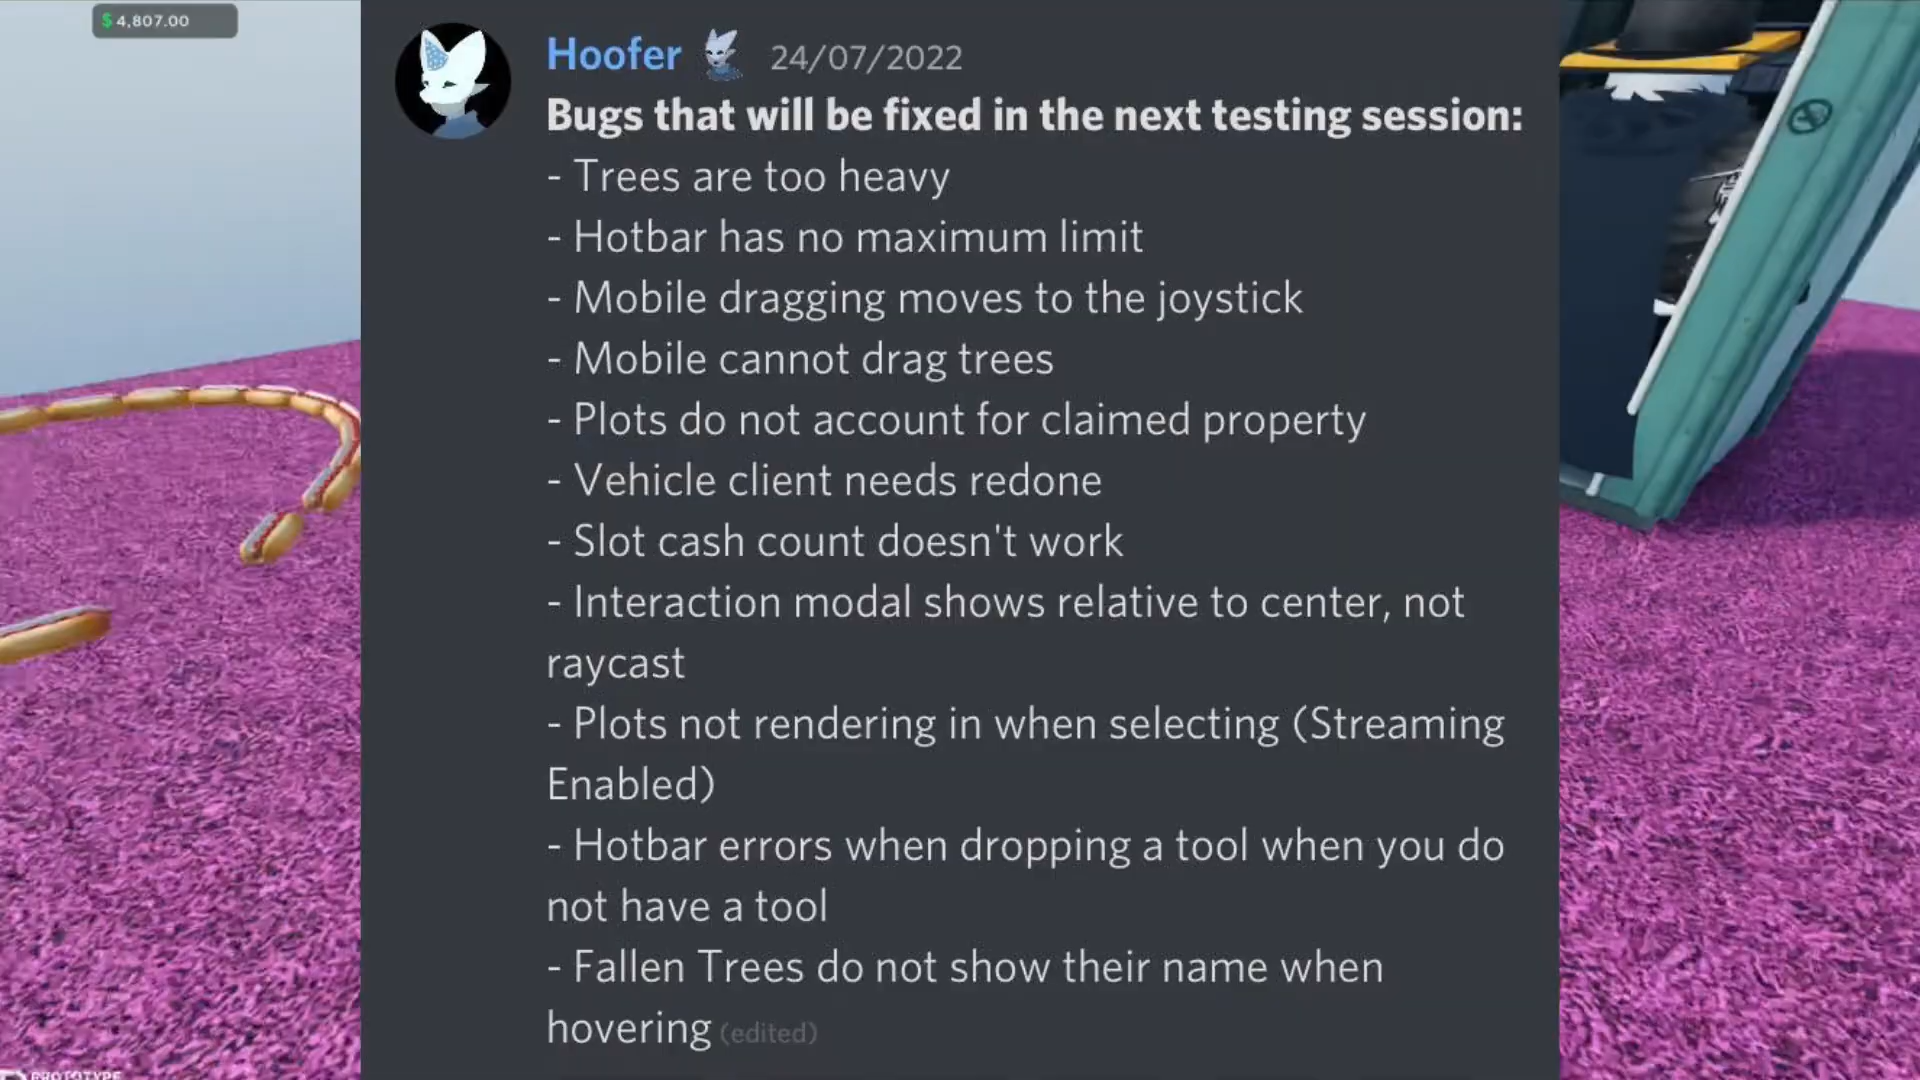 $ 4,807.00
Hoofer 24/07/2022
Bugs that will be fixed in the next testing session:
- Trees are too heavy
- Hotbar has no maximum limit
- Mobile dragging moves to the joystick
- Mobile cannot drag trees
- Plots do not account for claimed property
- Vehicle client needs redone
- Slot cash count doesn't work
- Interaction modal shows relative to center, not
raycast
- Plots not rendering in when selecting (Streaming
Enabled)
- Hotbar errors when dropping a tool when you do
not have a tool
- Fallen Trees do not show their name when
hovering (edited)
PROTOTYPE